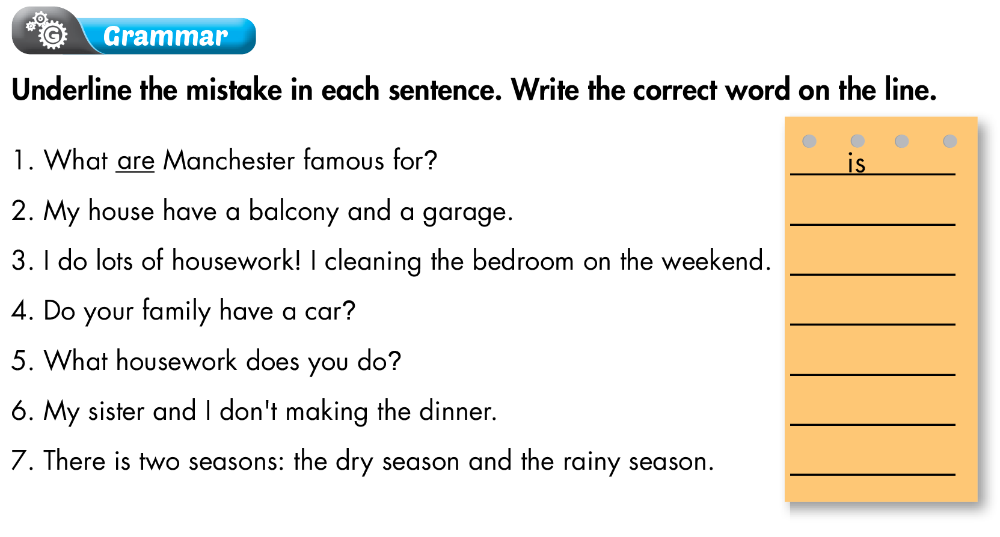 G Grammar
Underline the mistake in each sentence. Write the correct word on the line.
1. What are Manchester famous for?
is
2. My house have a balcony and a garage.
3. I do lots of housework! I cleaning the bedroom on the weekend.
4. Do your family have a car?
5. What housework does you do?
6. My sister and I don't making the dinner.
7. There is two seasons: the dry season and the rainy season.